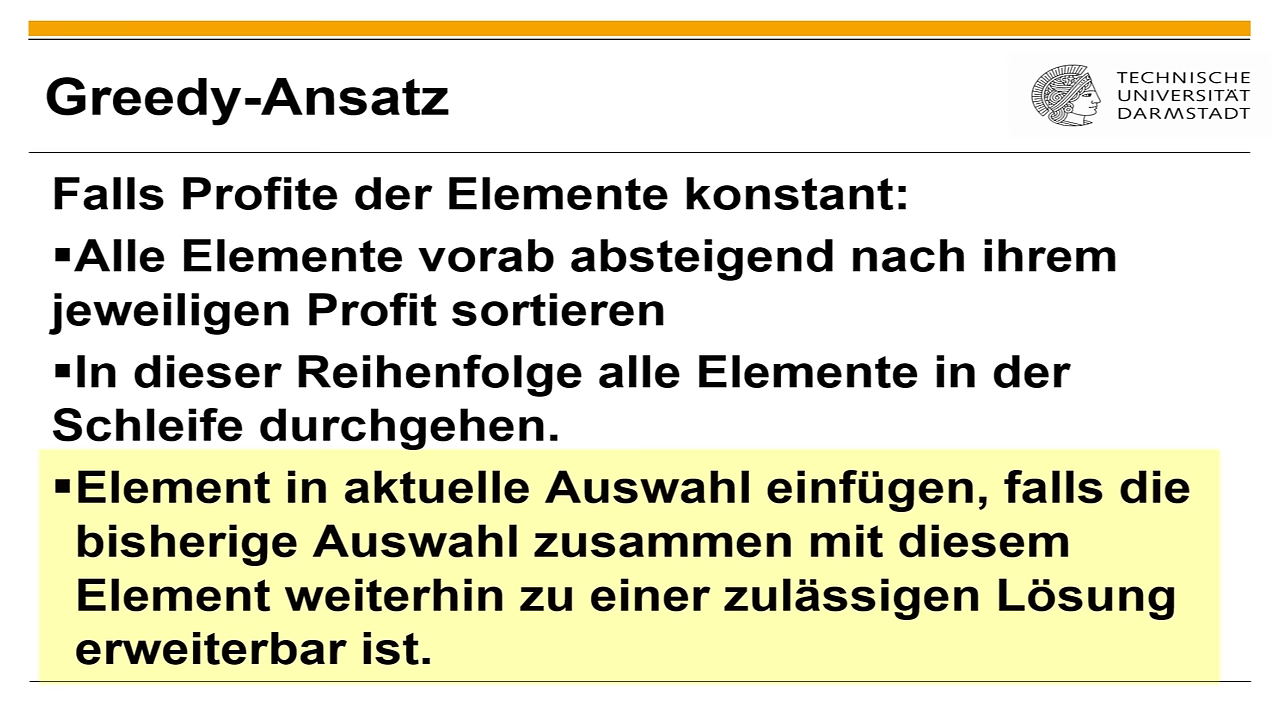 Greedy-Ansatz
TECHNISCHE
UNIVERSITÄT
DARMSTADT
Falls Profite der Elemente konstant:
▪Alle Elemente vorab absteigend nach ihrem
jeweiligen Profit sortieren
▪In dieser Reihenfolge alle Elemente in der
Schleife durchgehen.
▪Element in aktuelle Auswahl einfügen, falls die
bisherige Auswahl zusammen mit diesem
Element weiterhin zu einer zulässigen Lösung
erweiterbar ist.